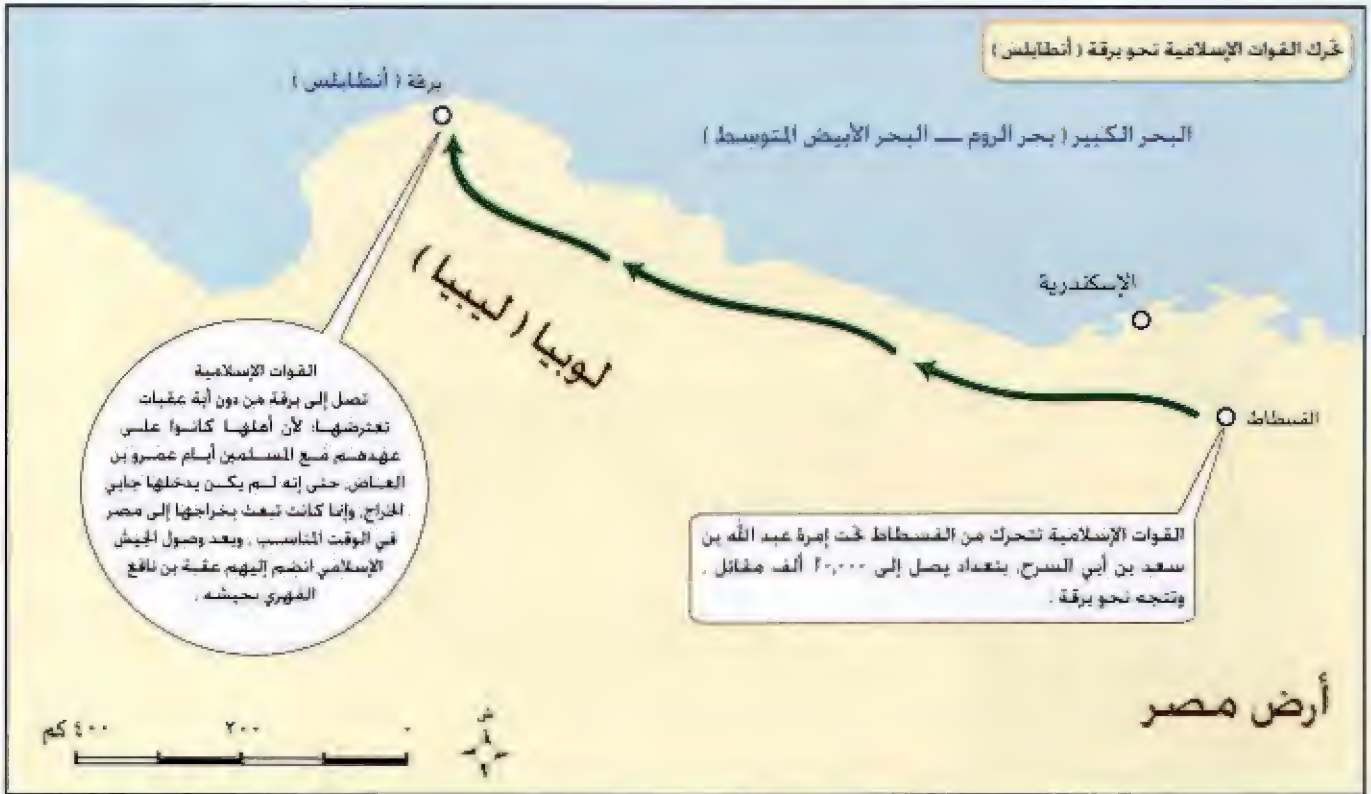 تحرك القوات الإسلامية نحو برقة ( أنطابلس )
برقة ( أنطابلس )
البحر الكبير ( بحر الروم — البحر الأبيض المتوسط )
الإسكندرية
لوبيا ( ليبيا )
الفسطاط
القوات الإسلامية
تصل إلى برقة من دون أية عقبات
تعترضها؛ لأن أهلها كانوا على
عهدهم مع المسلمين أيام عمرو بن
العاص، حتى إنه لم يكن يدخلها جابي
الخراج، وإنما كانت تبعث بخراجها إلى مصر
في الوقت المناسب . وبعد وصول الجيش
الإسلامي انضم إليهم عقبة بن نافع
الفهري بجيشه .
القوات الإسلامية تتحرك من الفسطاط تحت إمرة عبد الله بن
سعد بن أبي السرح، بتعداد يصل إلى ٢٠,٠٠٠ ألف مقاتل .
وتتجه نحو برقة .
أرض مصر
٤٠٠ كم ٢٠٠ ٠
ش